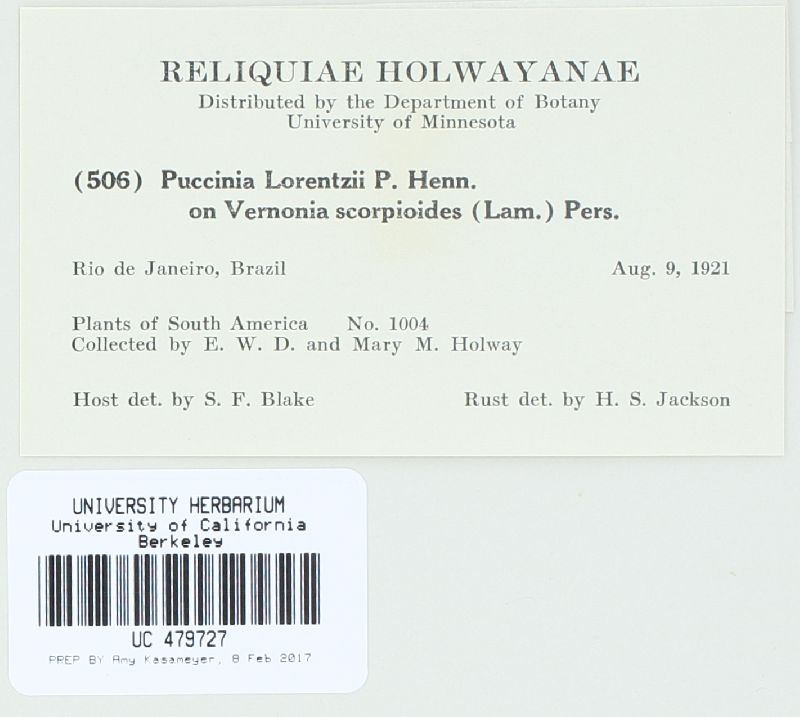 RELIQUIAE HOLWAYANAE
Distributed by the Department of Botany
University of Minnesota
(506) Puccinia Lorentzii P. Henn.
on Vernonia scorpioides (Lam.) Pers.
Rio de Janeiro, Brazil Aug. 9, 1921
Plants of South America No. 1004
Collected by E. W. D. and Mary M. Holway
Host det. by S. F. Blake Rust det. by H. S. Jackson
UNIVERSITY HERBARIUM
University of California
Berkeley
UC 479727
PREP BY Amy Kasameyer, 8 Feb 2017